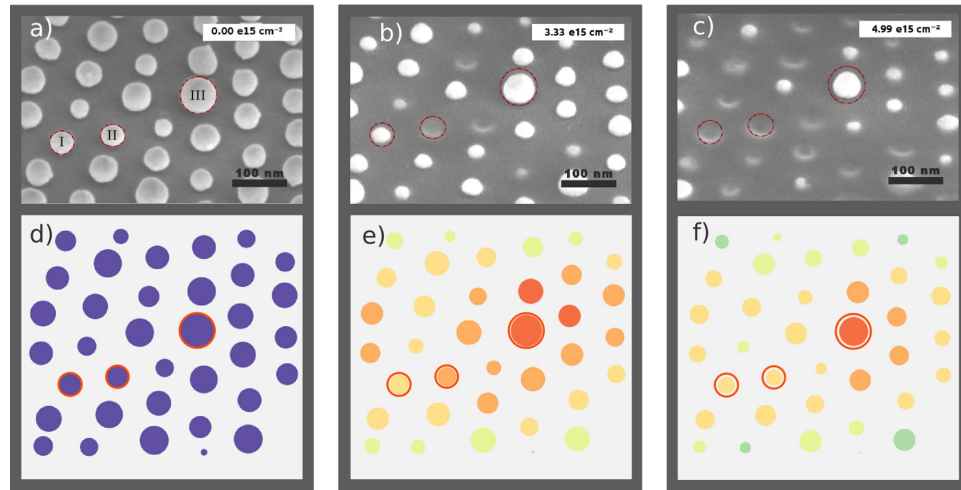 a)
0.00 e15 cm⁻²
I
II
III
100 nm
b)
3.33 e15 cm⁻²
100 nm
c)
4.99 e15 cm⁻²
100 nm
d)
e)
f)